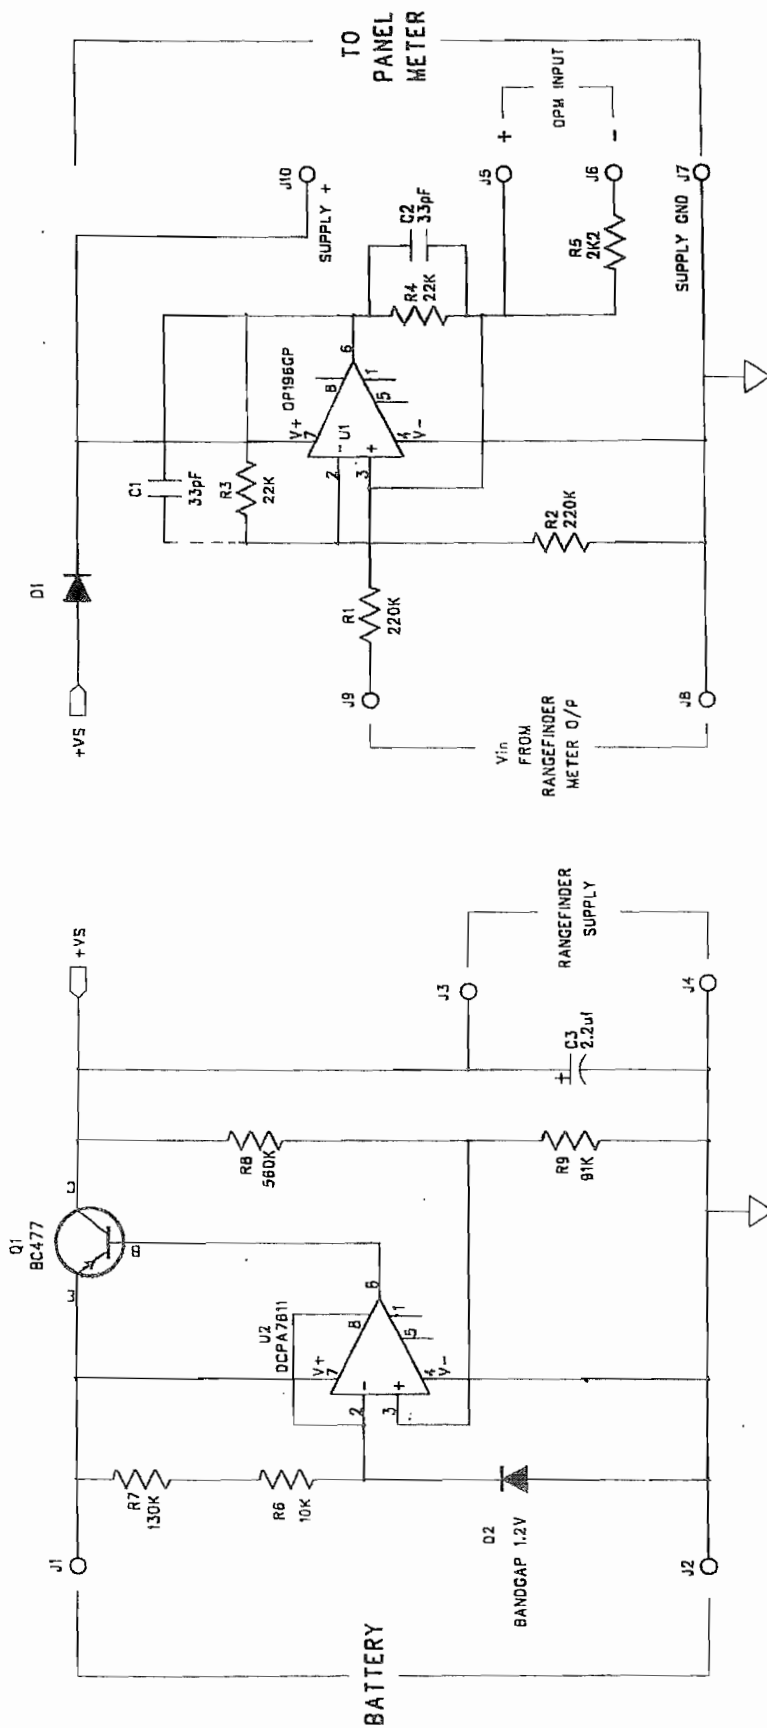 BATTERY
J1
J2
R7
130K
R6
10K
D2
BANDGAP 1.2V
U2
OCPA7611
V+
7
8
2
-
3
+
6
1
5
4
V-
Q1
BC477
E
C
B
R8
560K
R9
91K
C3
2.2uf
+
+VS
J3
J4
RANGEFINDER
SUPPLY
+VS
D1
J9
J8
Vin
FROM
RANGEFINDER
METER O/P
R1
220K
R2
220K
C1
33pF
R3
22K
OP196GP
U1
V+
7
8
2
-
3
+
6
1
5
4
V-
R4
22K
C2
33pF
J10
SUPPLY +
J5
+
DPM INPUT
-
J6
R5
2K2
J7
SUPPLY GND
TO
PANEL
METER